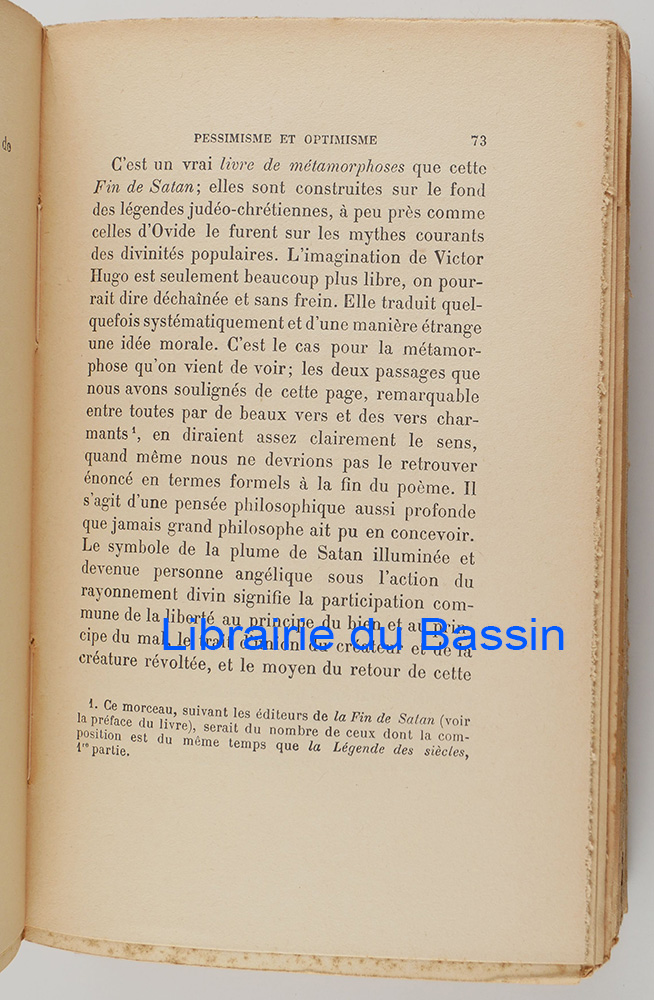 de
PESSIMISME ET OPTIMISME 73
C'est un vrai livre de métamorphoses que cette
Fin de Satan; elles sont construites sur le fond
des légendes judéo-chrétiennes, à peu près comme
celles d'Ovide le furent sur les mythes courants
des divinités populaires. L'imagination de Victor
Hugo est seulement beaucoup plus libre, on pour-
rait dire déchaînée et sans frein. Elle traduit quel-
quefois systématiquement et d'une manière étrange
une idée morale. C'est le cas pour la métamor-
phose qu'on vient de voir; les deux passages que
nous avons soulignés de cette page, remarquable
entre toutes par de beaux vers et des vers char-
mants¹, en diraient assez clairement le sens,
quand même nous ne devrions pas le retrouver
énoncé en termes formels à la fin du poème. Il
s'agit d'une pensée philosophique aussi profonde
que jamais grand philosophe ait pu en concevoir.
Le symbole de la plume de Satan illuminée et
devenue personne angélique sous l'action du
rayonnement divin signifie la participation com-
mune de la liberté au principe du bien et au prin-
cipe du mal, le trait d'union du créateur et de la
créature révoltée, et le moyen du retour de cette
Librairie du Bassin
1. Ce morceau, suivant les éditeurs de la Fin de Satan (voir
la préface du livre), serait du nombre de ceux dont la com-
position est du même temps que la Légende des siècles,
1re partie.